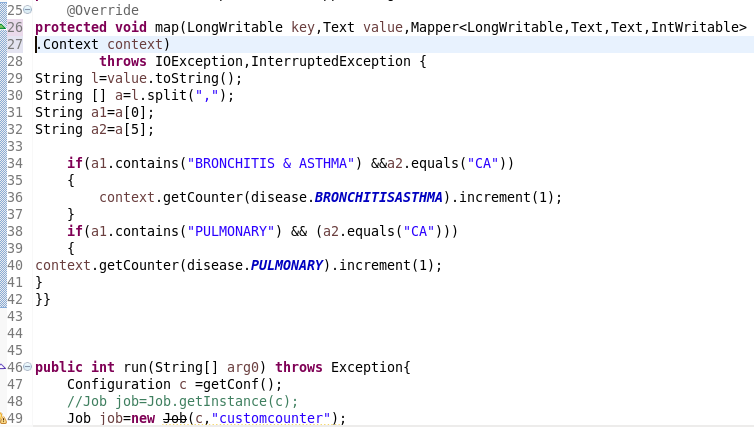 25 @Override
26 protected void map(LongWritable key,Text value,Mapper<LongWritable,Text,Text,IntWritable>
27 .Context context)
28 throws IOException,InterruptedException {
29 String l=value.toString();
30 String [] a=l.split(",");
31 String a1=a[0];
32 String a2=a[5];
33
34 if(a1.contains("BRONCHITIS & ASTHMA") &&a2.equals("CA"))
35 {
36 context.getCounter(disease.BRONCHITISASTHMA).increment(1);
37 }
38 if(a1.contains("PULMONARY") && (a2.equals("CA")))
39 {
40 context.getCounter(disease.PULMONARY).increment(1);
41 }
42 }}
43
44
45
46 public int run(String[] arg0) throws Exception{
47 Configuration c =getConf();
48 //Job job=Job.getInstance(c);
49 Job job=new Job(c,"customcounter");